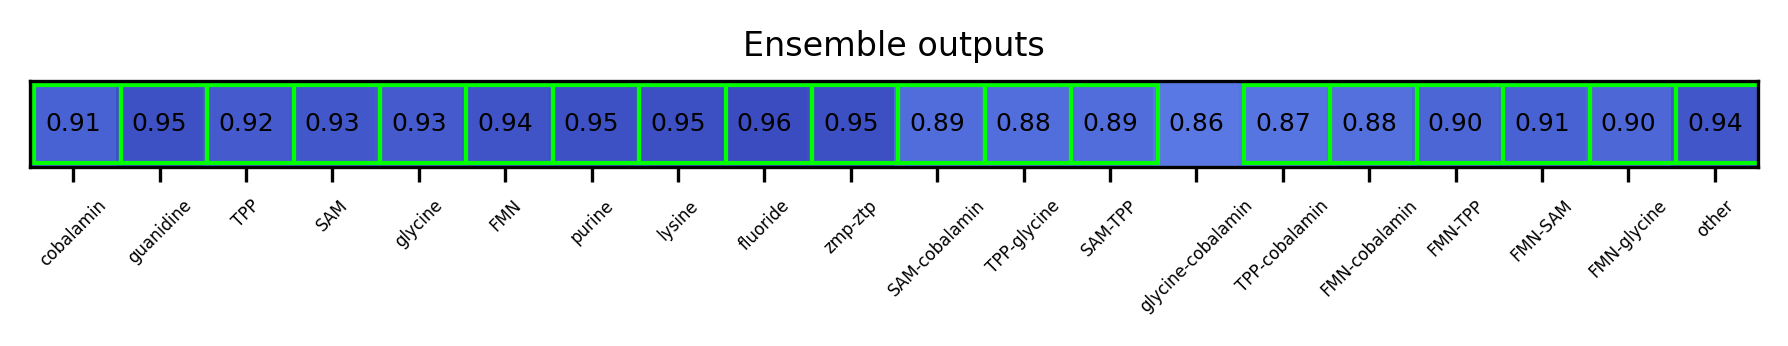 Ensemble outputs
0.91 0.95 0.92 0.93 0.93 0.94 0.95 0.95 0.96 0.95 0.89 0.88 0.89 0.86 0.87 0.88 0.90 0.91 0.90 0.94
cobalamin
guanidine
TPP
SAM
glycine
FMN
purine
lysine
fluoride
zmp-ztp
SAM-cobalamin
TPP-glycine
SAM-TPP
glycine-cobalamin
TPP-cobalamin
FMN-cobalamin
FMN-TPP
FMN-SAM
FMN-glycine
other